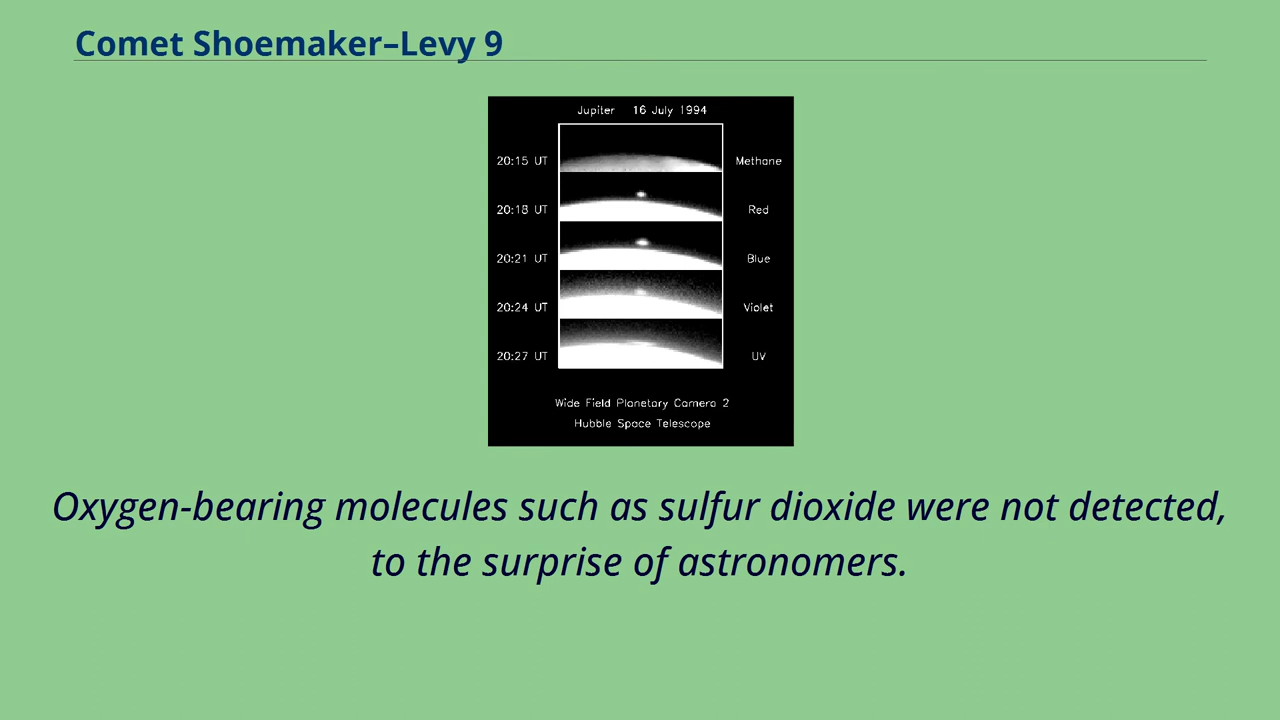 Comet Shoemaker–Levy 9
Jupiter 16 July 1994
20:15 UT Methane
20:18 UT Red
20:21 UT Blue
20:24 UT Violet
20:27 UT UV
Wide Field Planetary Camera 2
Hubble Space Telescope
Oxygen-bearing molecules such as sulfur dioxide were not detected,
to the surprise of astronomers.